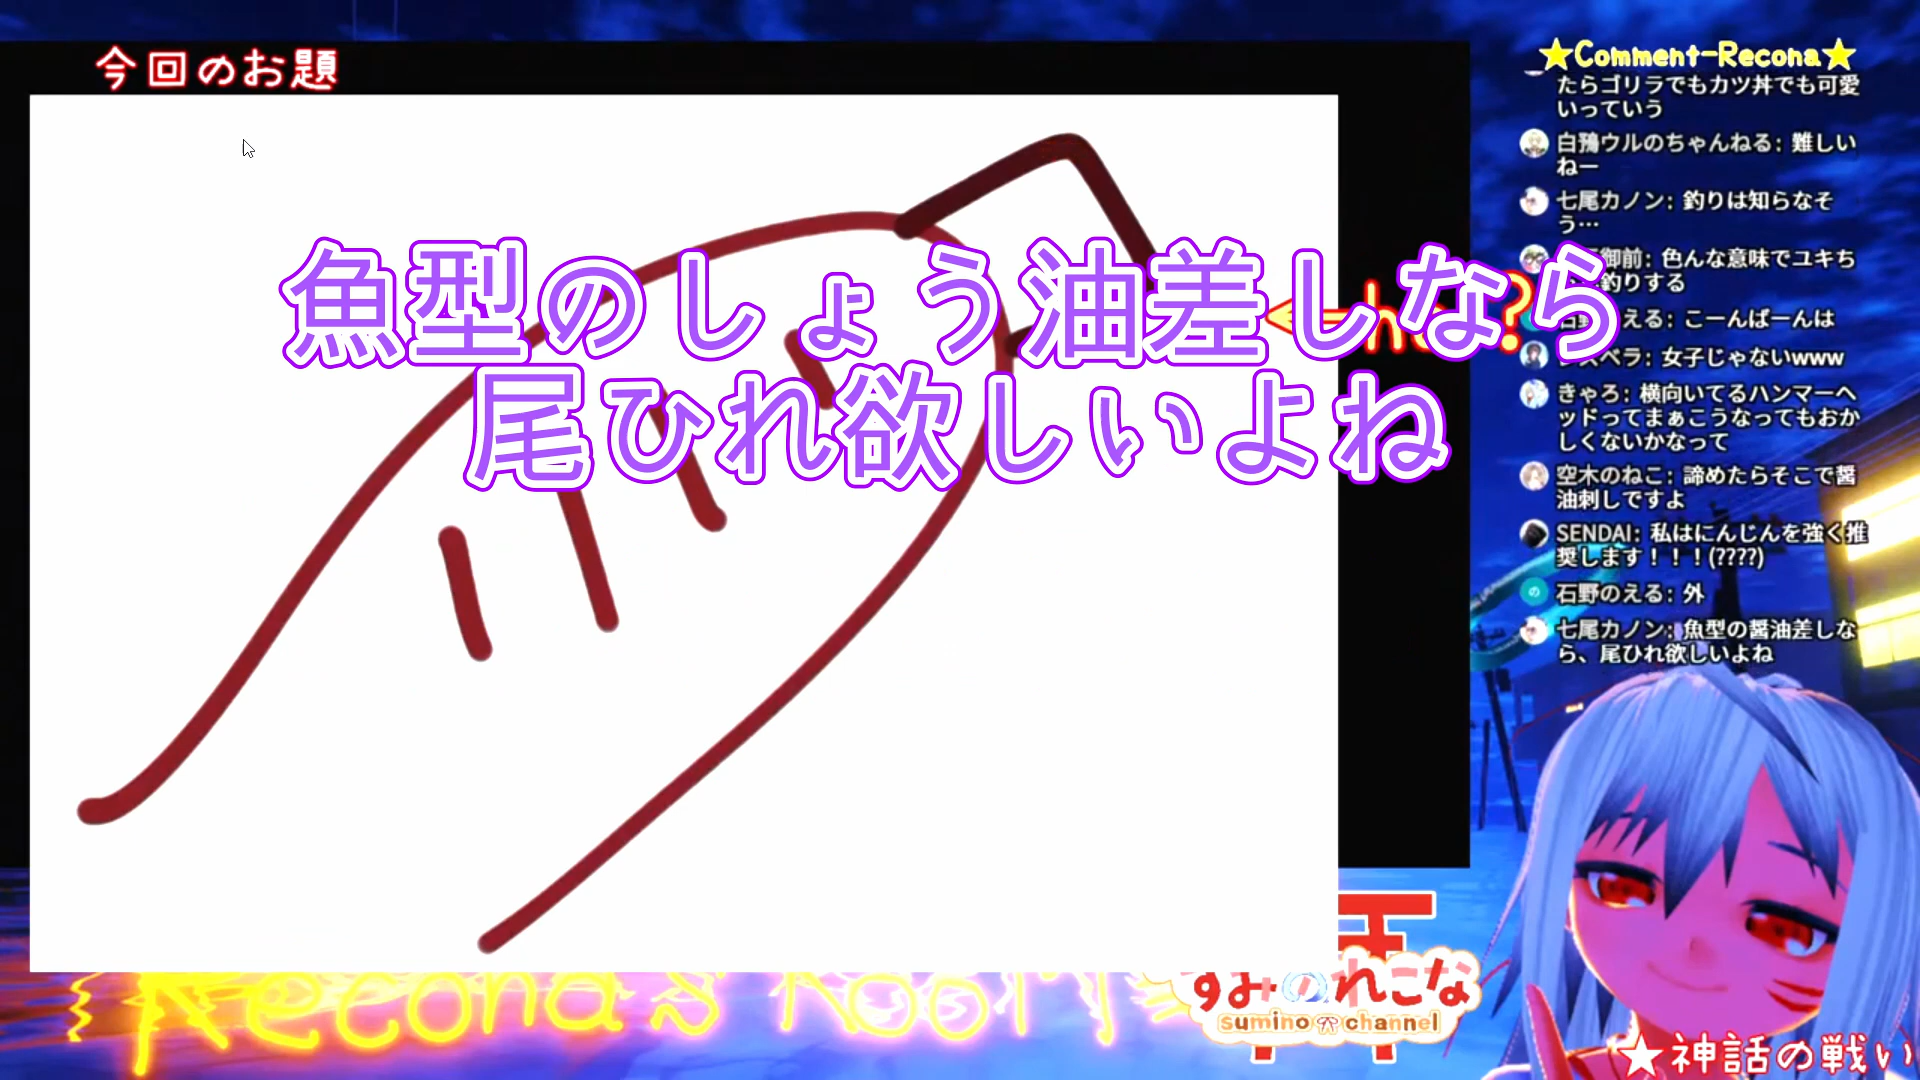 今回のお題
魚型のしょう油差しなら
尾ひれ欲しいよね
★Comment-Recona★
たらゴリラでもカツ丼でも可愛
いっていう
白鴉ウルのちゃんねる: 難しい
ねー
七尾カノン: 釣りは知らなそ
う…
御前: 色んな意味でユキち
釣りする
える: こーんばーんは
スベラ: 女子じゃないwww
きゃろ: 横向いてるハンマーヘ
ッドってまぁこうなってもおか
しくないかなって
空木のねこ: 諦めたらそこで醤
油刺しですよ
SENDAI: 私はにんじんを強く推
奨します！！！(????)
石野のえる: 外
七尾カノン: 魚型の醤油差しな
ら、尾ひれ欲しいよね
Recona's Room
すみのれこな
sumino channel
★神話の戦い